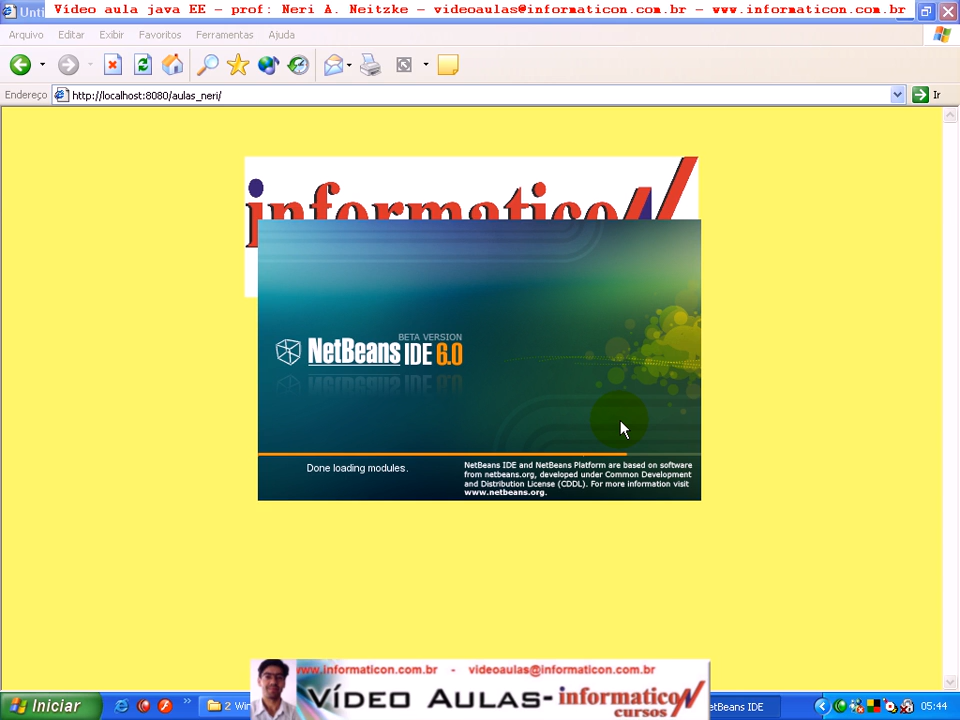 Unti
Vídeo aula java EE – prof: Neri A. Neitzke – videoaulas@informaticon.com.br – www.informaticon.com.br
Arquivo Editar Exibir Favoritos Ferramentas Ajuda
Endereço http://localhost:8080/aulas_neri/ Ir
informaticoN
BETA VERSION
NetBeans IDE 6.0
Done loading modules.
NetBeans IDE and NetBeans Platform are based on software
from netbeans.org, developed under Common Development
and Distribution License (CDDL). For more information visit
www.netbeans.org.
www.informaticon.com.br - videoaulas@informaticon.com.br
VÍDEO AULAS- informaticoN
cursos
Iniciar » 2 Win etBeans IDE 05:44